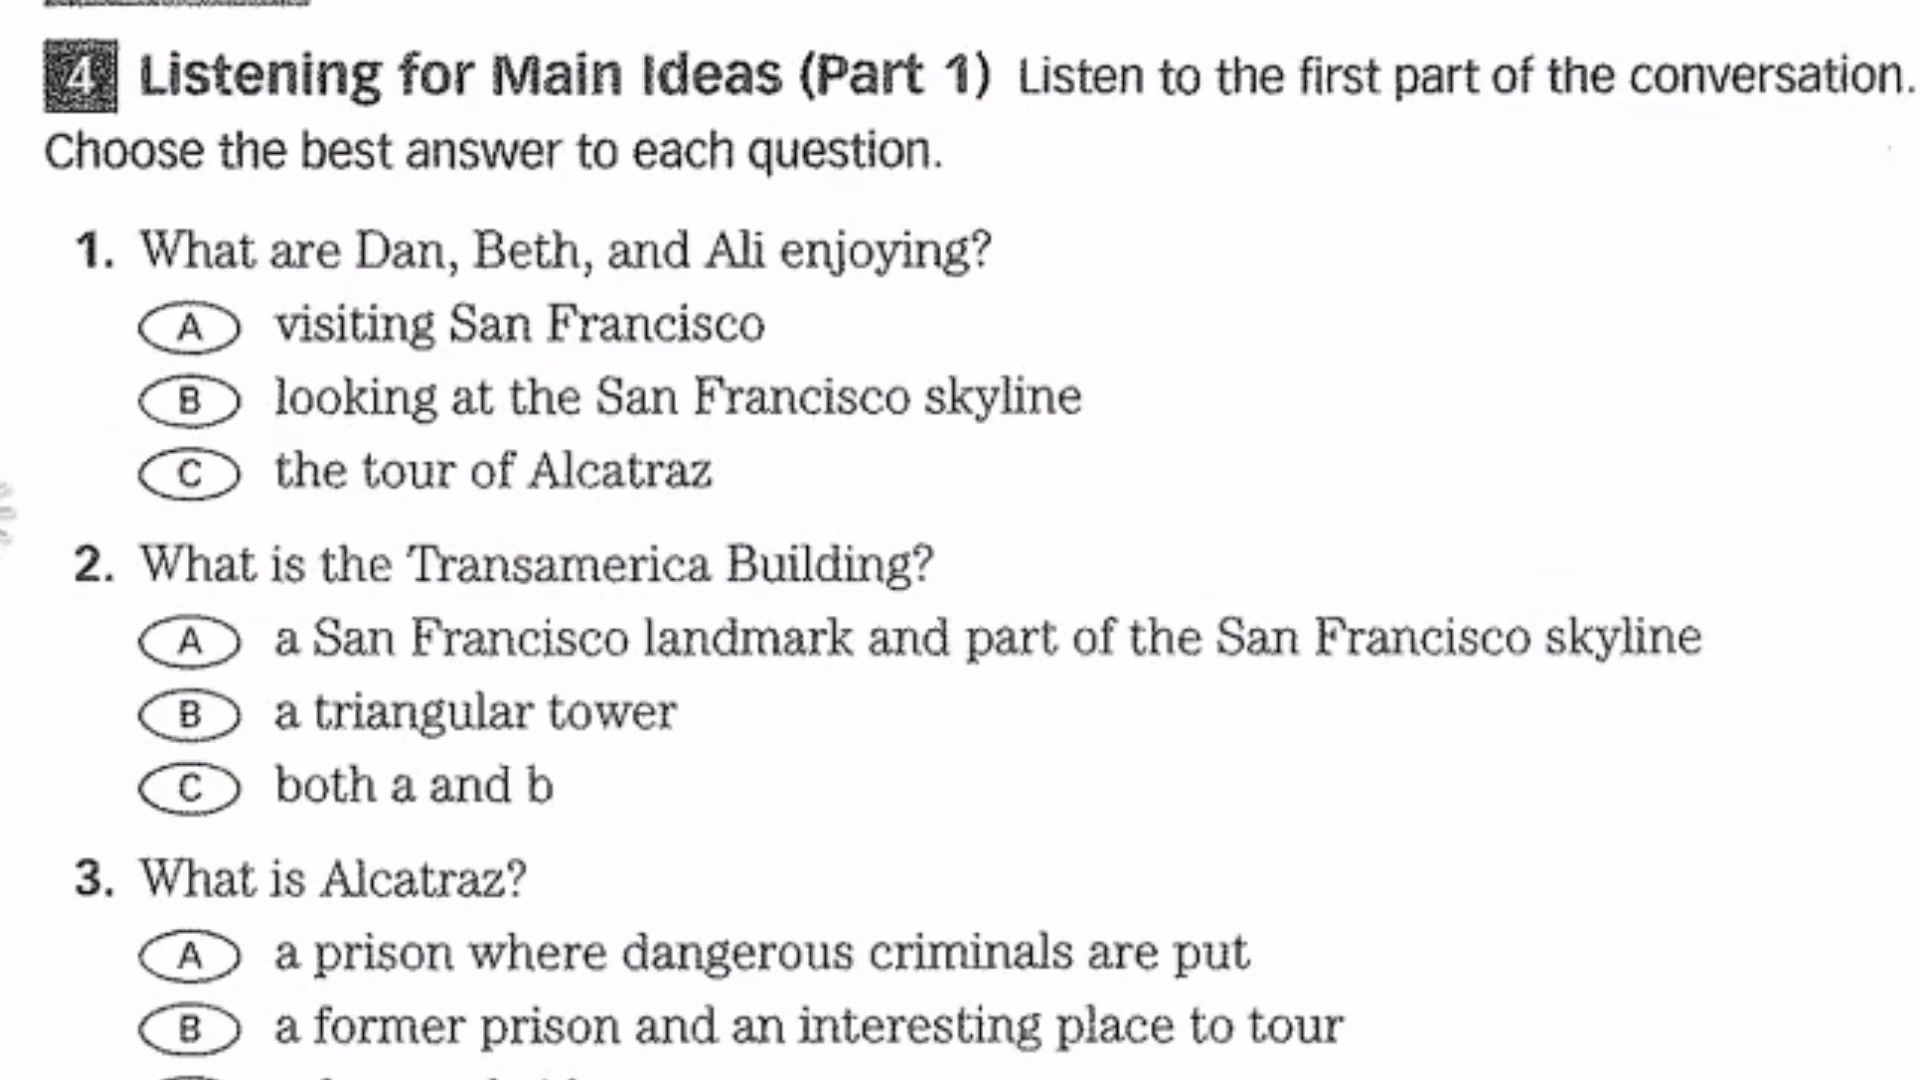 4 Listening for Main Ideas (Part 1) Listen to the first part of the conversation.
Choose the best answer to each question.
1. What are Dan, Beth, and Ali enjoying?
A visiting San Francisco
B looking at the San Francisco skyline
C the tour of Alcatraz
2. What is the Transamerica Building?
A a San Francisco landmark and part of the San Francisco skyline
B a triangular tower
C both a and b
3. What is Alcatraz?
A a prison where dangerous criminals are put
B a former prison and an interesting place to tour